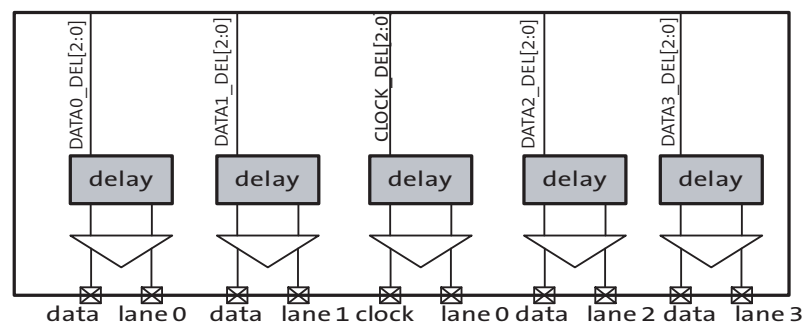 DATA0_DEL[2:0]
DATA1_DEL[2:0]
CLOCK_DEL[2:0
DATA2_DEL[2:0]
DATA3_DEL[2:0]
delay delay delay delay delay
data lane 0 data lane 1 clock lane 0 data lane 2 data lane 3